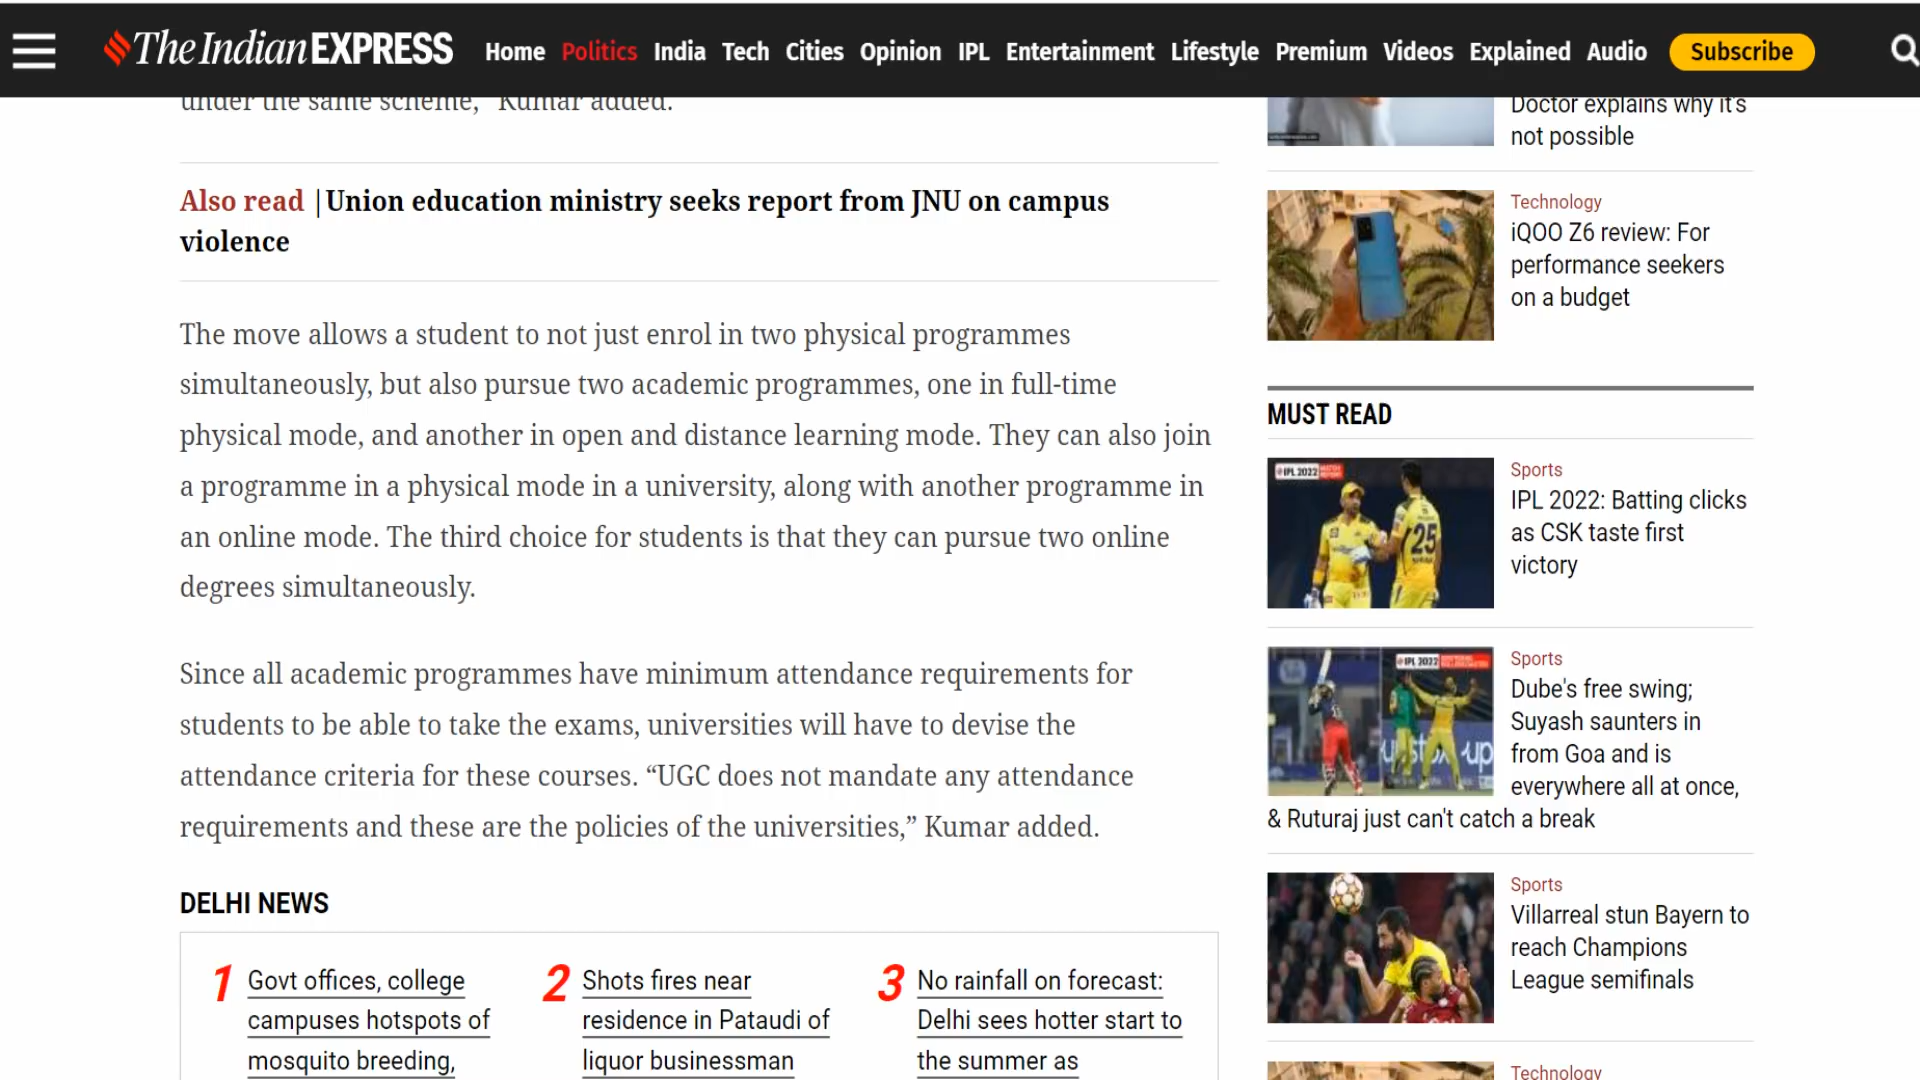 The Indian EXPRESS
Home Politics India Tech Cities Opinion IPL Entertainment Lifestyle Premium Videos Explained Audio Subscribe
under the same scheme,” Kumar added.
Also read |Union education ministry seeks report from JNU on campus
violence
The move allows a student to not just enrol in two physical programmes
simultaneously, but also pursue two academic programmes, one in full-time
physical mode, and another in open and distance learning mode. They can also join
a programme in a physical mode in a university, along with another programme in
an online mode. The third choice for students is that they can pursue two online
degrees simultaneously.
Since all academic programmes have minimum attendance requirements for
students to be able to take the exams, universities will have to devise the
attendance criteria for these courses. “UGC does not mandate any attendance
requirements and these are the policies of the universities,” Kumar added.
DELHI NEWS
1 Govt offices, college
campuses hotspots of
mosquito breeding,
2 Shots fires near
residence in Pataudi of
liquor businessman
3 No rainfall on forecast:
Delhi sees hotter start to
the summer as
Doctor explains why it's
not possible
Technology
iQOO Z6 review: For
performance seekers
on a budget
MUST READ
IPL 2022
25
Sports
IPL 2022: Batting clicks
as CSK taste first
victory
IPL 2022
Sports
Dube's free swing;
Suyash saunters in
from Goa and is
everywhere all at once,
& Ruturaj just can't catch a break
Sports
Villarreal stun Bayern to
reach Champions
League semifinals
Technology